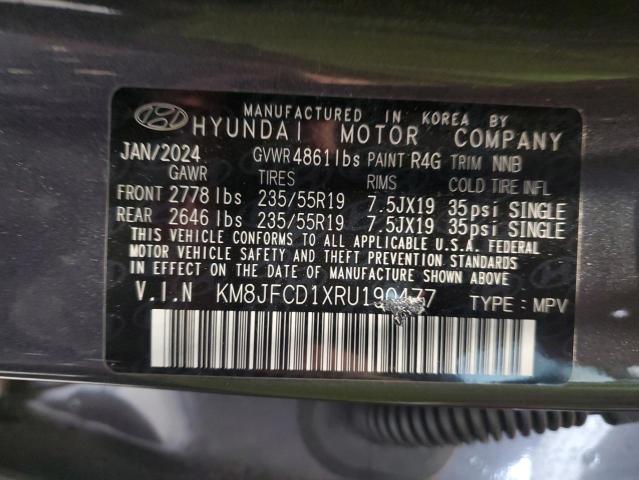 MANUFACTURED IN KOREA BY
HYUNDAI MOTOR COMPANY
JAN/2024 GVWR 4861 lbs PAINT R4G TRIM NNB
GAWR TIRES RIMS COLD TIRE INFL
FRONT 2778 lbs 235/55R19 7.5JX19 35psi SINGLE
REAR 2646 lbs 235/55R19 7.5JX19 35psi SINGLE
THIS VEHICLE CONFORMS TO ALL APPLICABLE U.S.A. FEDERAL
MOTOR VEHICLE SAFETY AND THEFT PREVENTION STANDARDS
IN EFFECT ON THE DATE OF MANUFACTURE SHOWN ABOVE.
V.I.N KM8JFCD1XRU190477 TYPE : MPV